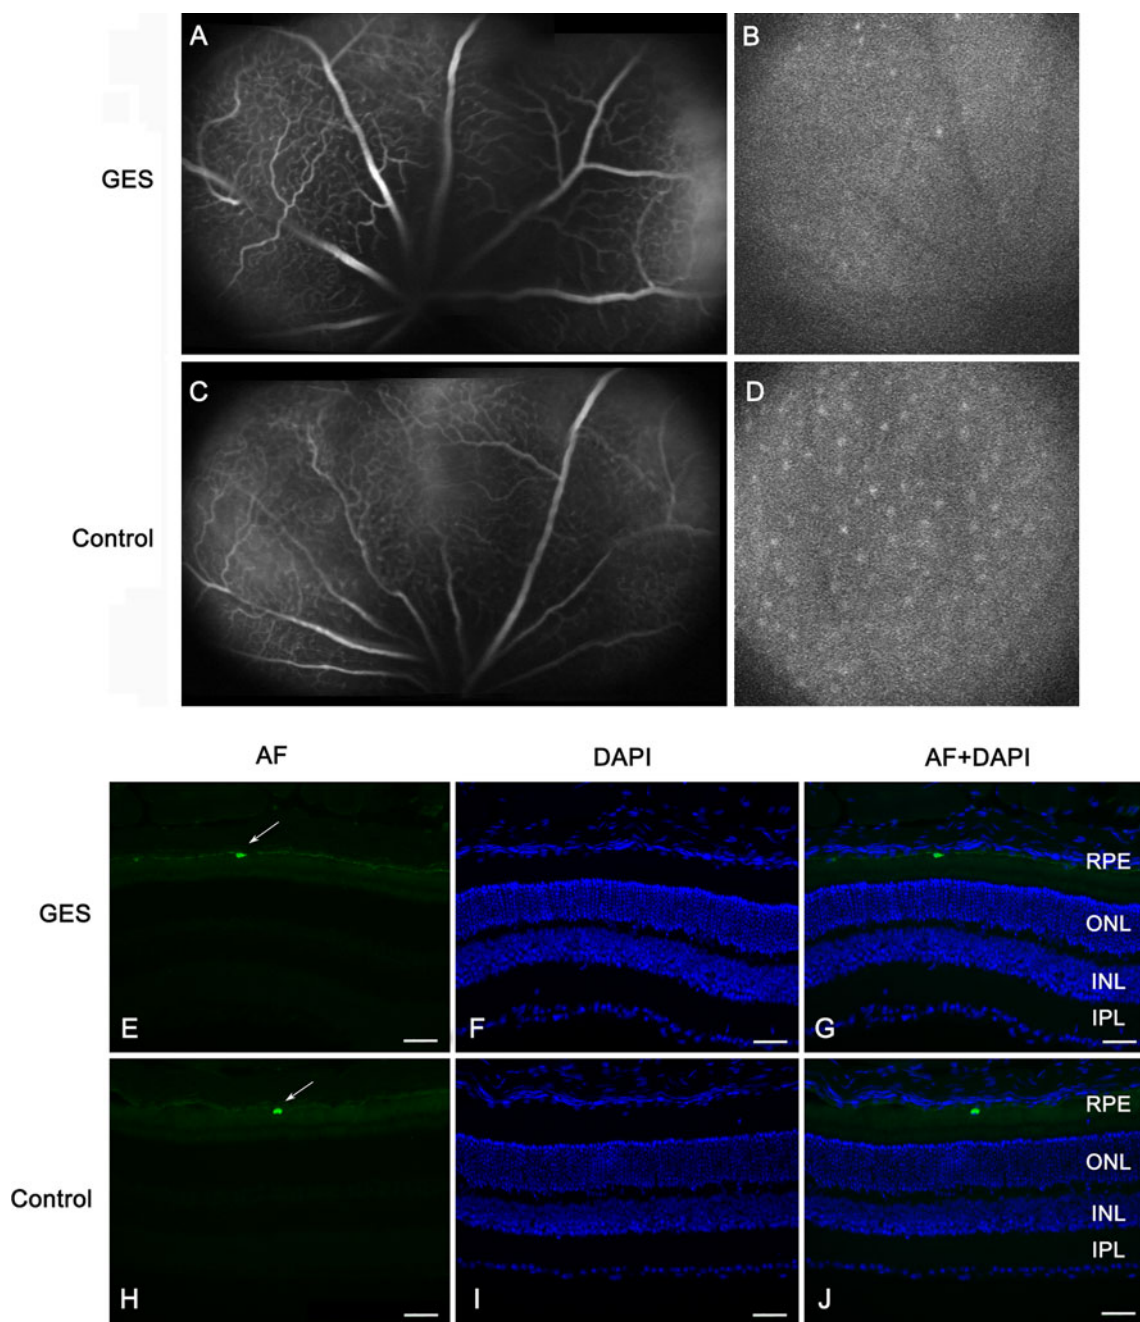 A
B
GES
C
D
Control
AF
DAPI
AF+DAPI
RPE
GES
ONL
INL
IPL
E
F
G
RPE
ONL
Control
INL
IPL
H
I
J